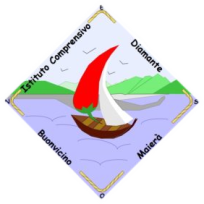 Istituto Comprensivo
Diamante
Buonvicino
Maierà